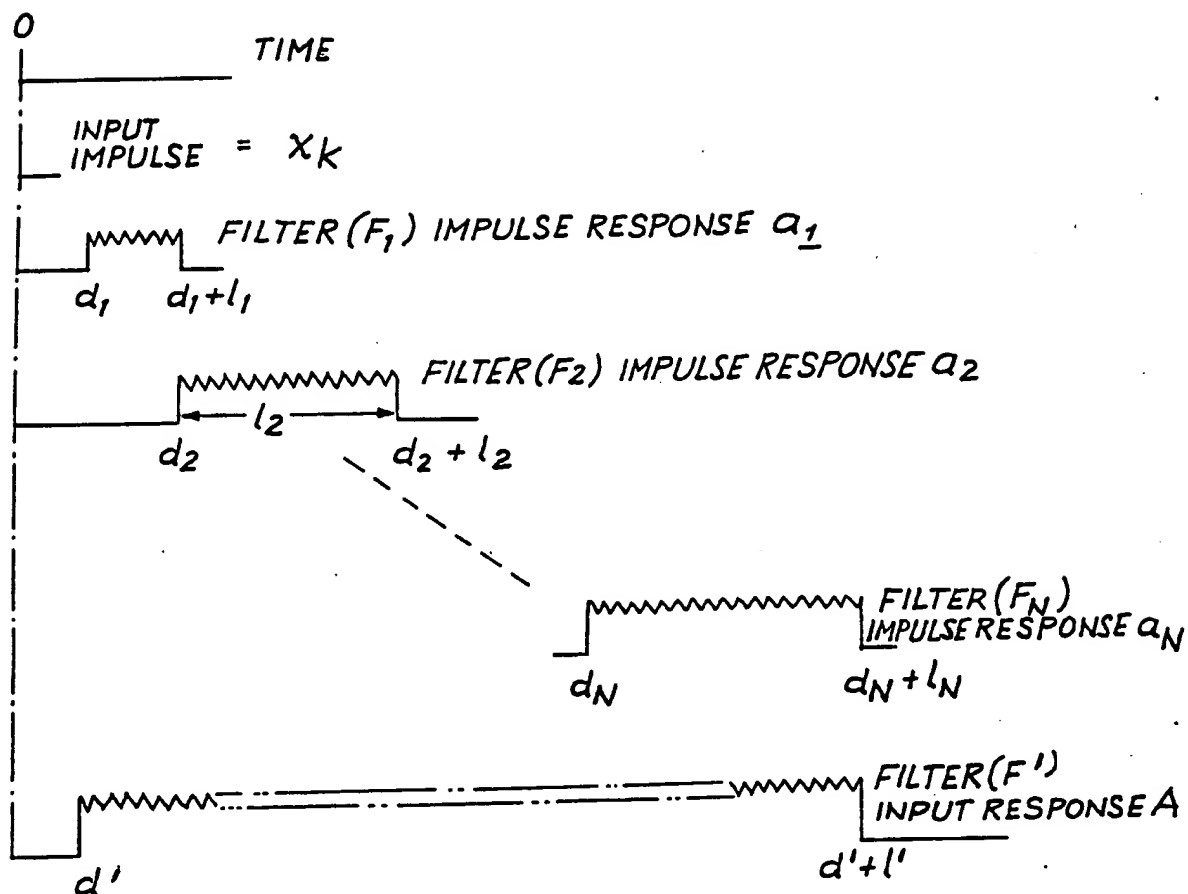 0
TIME
INPUT
IMPULSE = xk
FILTER (F1) IMPULSE RESPONSE a1
d1 d1+l1
FILTER (F2) IMPULSE RESPONSE a2
l2
d2 d2 + l2
FILTER (FN)
IMPULSE RESPONSE aN
dN dN + lN
FILTER (F')
INPUT RESPONSE A
d' d'+l'